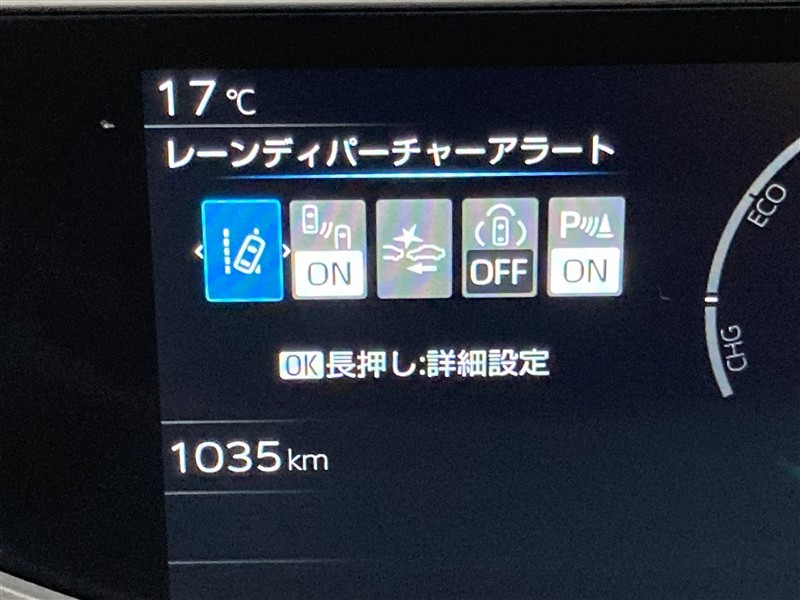 17℃
レーンディパーチャーアラート
ON OFF P ON
OK長押し:詳細設定
1035km
ECO
CHG